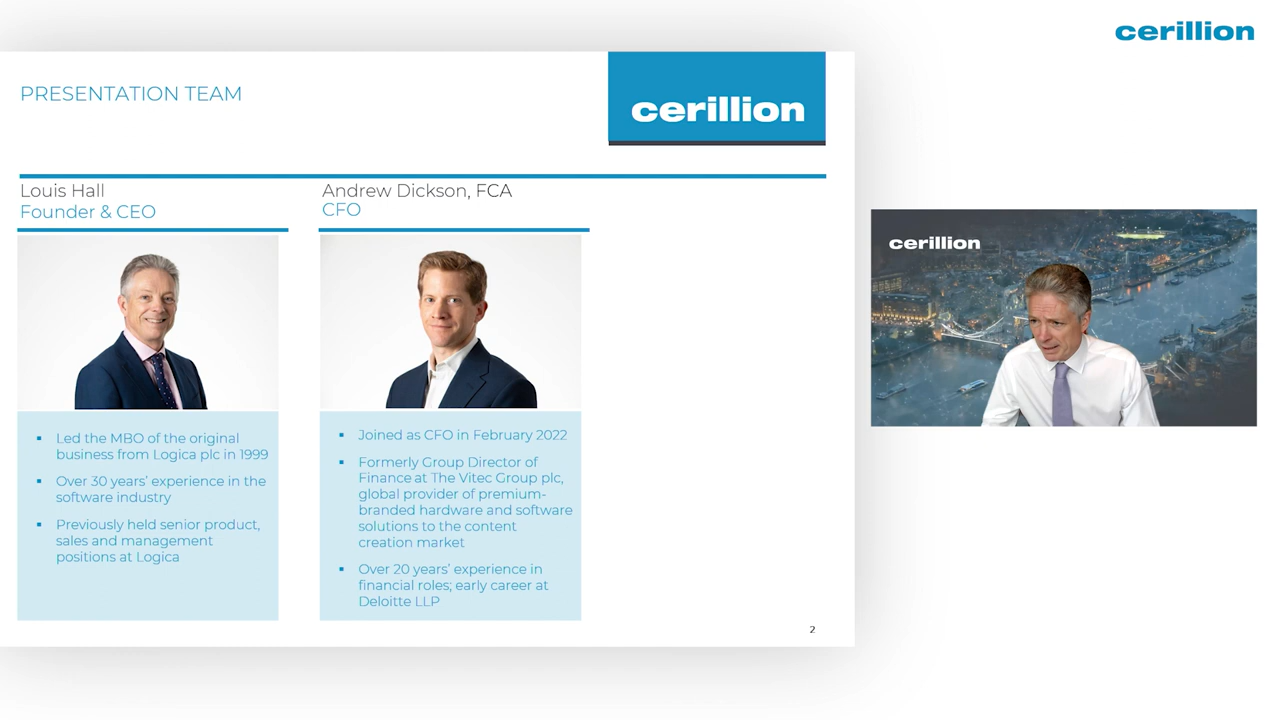 cerillion
PRESENTATION TEAM
cerillion
Louis Hall
Founder & CEO
Andrew Dickson, FCA
CFO
▪ Led the MBO of the original
business from Logica plc in 1999
▪ Over 30 years’ experience in the
software industry
▪ Previously held senior product,
sales and management
positions at Logica
▪ Joined as CFO in February 2022
▪ Formerly Group Director of
Finance at The Vitec Group plc,
global provider of premium-
branded hardware and software
solutions to the content
creation market
▪ Over 20 years’ experience in
financial roles; early career at
Deloitte LLP
2
cerillion